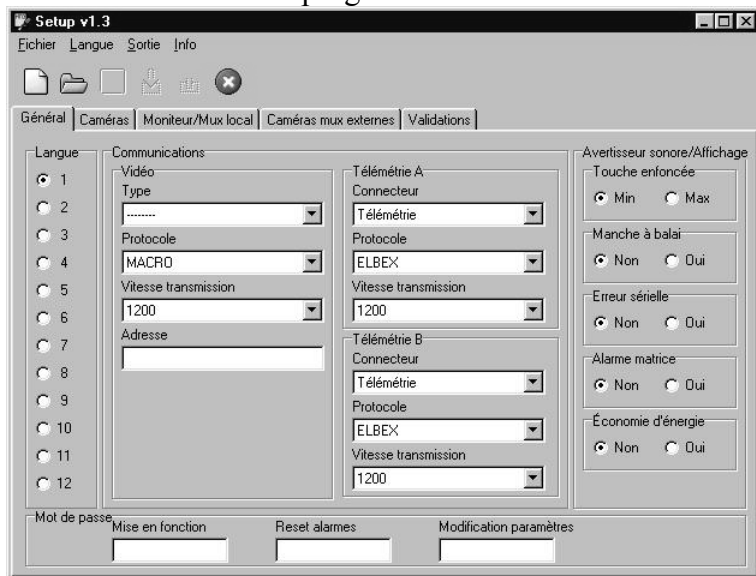 Setup v1.3
Fichier Langue Sortie Info
Général Caméras Moniteur/Mux local Caméras mux externes Validations
Langue
1
2
3
4
5
6
7
8
9
10
11
12
Communications
Vidéo
Type
--------
Protocole
MACRO
Vitesse transmission
1200
Adresse
Télémétrie A
Connecteur
Télémétrie
Protocole
ELBEX
Vitesse transmission
1200
Télémétrie B
Connecteur
Télémétrie
Protocole
ELBEX
Vitesse transmission
1200
Avertisseur sonore/Affichage
Touche enfoncée
Min Max
Manche à balai
Non Oui
Erreur sérielle
Non Oui
Alarme matrice
Non Oui
Économie d'énergie
Non Oui
Mot de passe
Mise en fonction Reset alarmes Modification paramètres